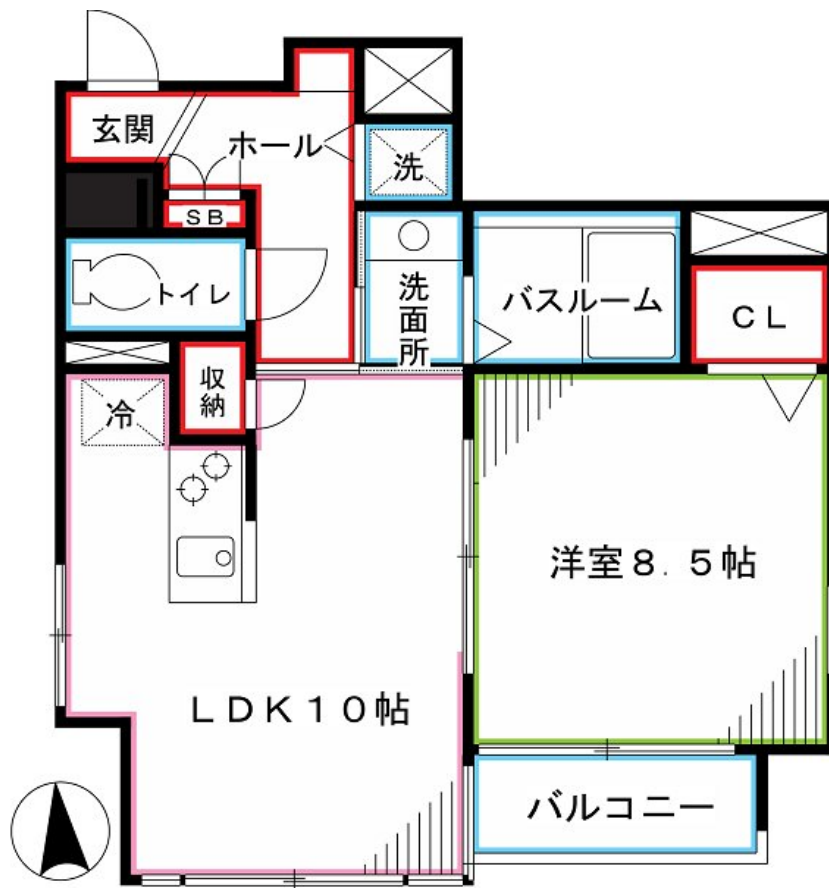 玄関
ホール
洗
SB
トイレ
洗面所
バスルーム
CL
収納
冷
洋室8.5帖
LDK10帖
バルコニー